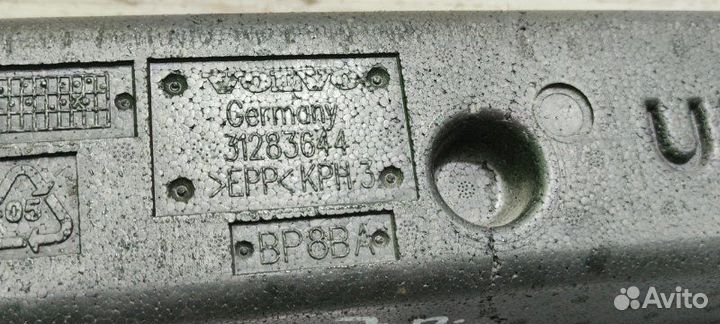 VOLVO
Germany
31283644
>EPP< KPH 3
BP8BA
05
U
Avito